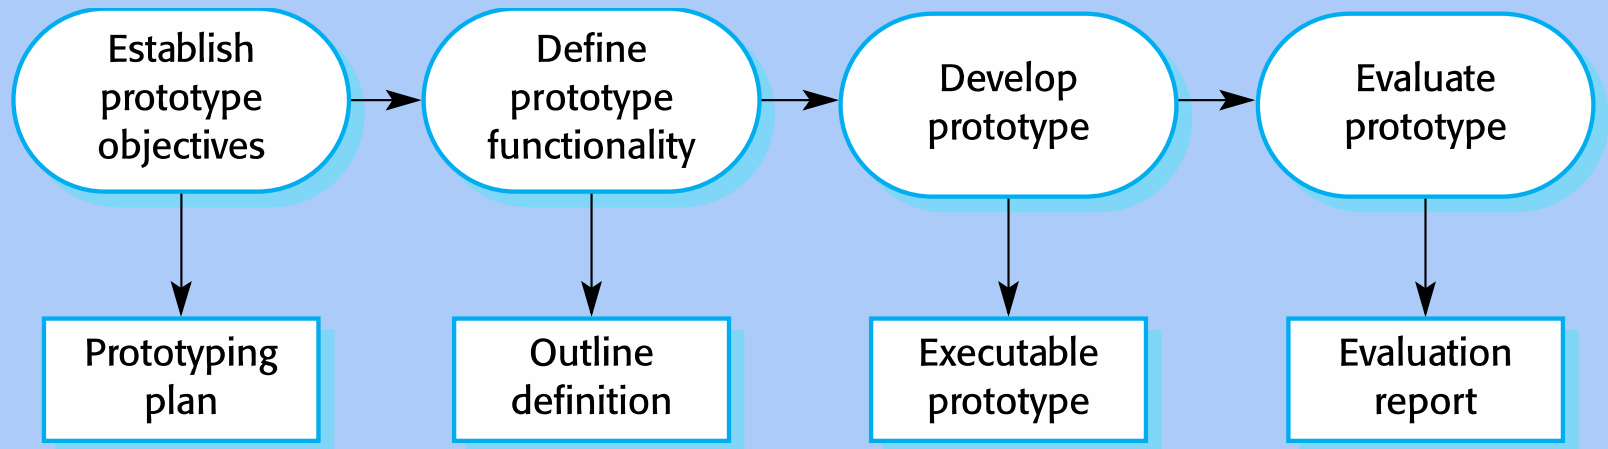 Establish
prototype
objectives
Define
prototype
functionality
Develop
prototype
Evaluate
prototype
Prototyping
plan
Outline
definition
Executable
prototype
Evaluation
report